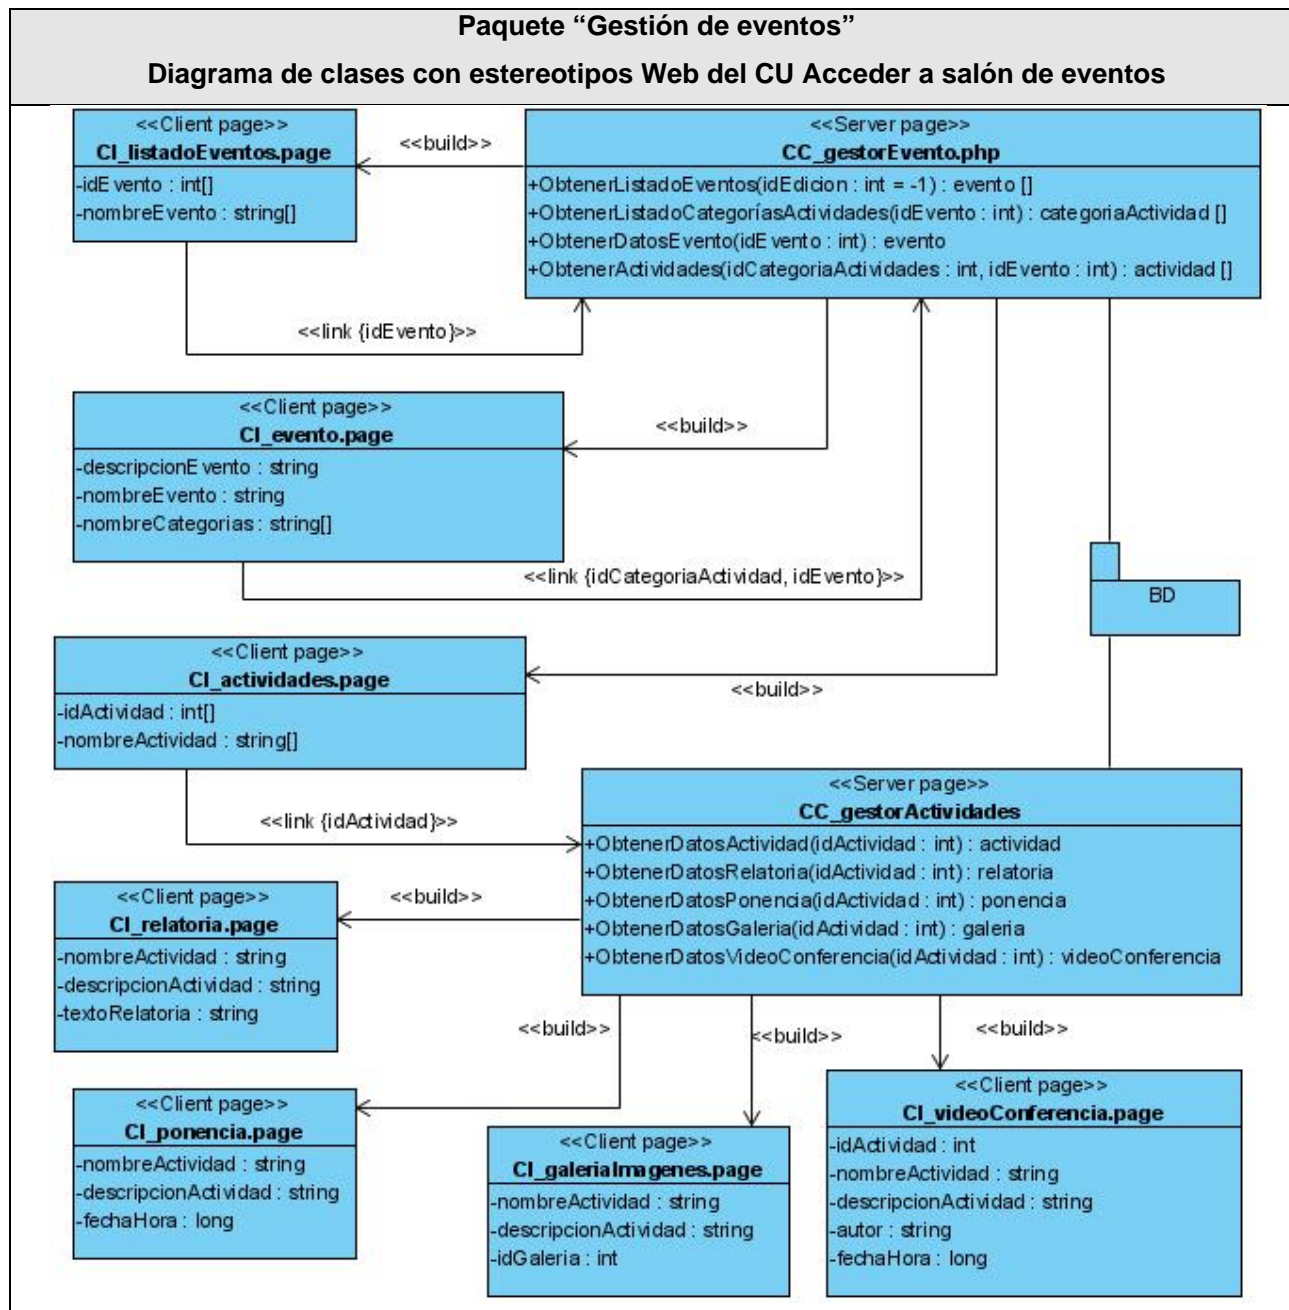 Paquete “Gestión de eventos”
Diagrama de clases con estereotipos Web del CU Acceder a salón de eventos
<<Client page>>
CI_listadoEventos.page
-idEvento : int[]
-nombreEvento : string[]
<<build>>
<<Server page>>
CC_gestorEvento.php
+ObtenerListadoEventos(idEdicion : int = -1) : evento []
+ObtenerListadoCategoríasActividades(idEvento : int) : categoriaActividad []
+ObtenerDatosEvento(idEvento : int) : evento
+ObtenerActividades(idCategoriaActividades : int, idEvento : int) : actividad []
<<link {idEvento}>>
<<Client page>>
CI_evento.page
-descripcionEvento : string
-nombreEvento : string
-nombreCategorias : string[]
<<build>>
<<link {idCategoriaActividad, idEvento}>>
BD
<<Client page>>
CI_actividades.page
-idActividad : int[]
-nombreActividad : string[]
<<build>>
<<link {idActividad}>>
<<Server page>>
CC_gestorActividades
+ObtenerDatosActividad(idActividad : int) : actividad
+ObtenerDatosRelatoria(idActividad : int) : relatoria
+ObtenerDatosPonencia(idActividad : int) : ponencia
+ObtenerDatosGaleria(idActividad : int) : galeria
+ObtenerDatosVideoConferencia(idActividad : int) : videoConferencia
<<Client page>>
CI_relatoria.page
-nombreActividad : string
-descripcionActividad : string
-textoRelatoria : string
<<build>>
<<build>>
<<build>>
<<build>>
<<Client page>>
CI_ponencia.page
-nombreActividad : string
-descripcionActividad : string
-fechaHora : long
<<Client page>>
CI_galeriaImagenes.page
-nombreActividad : string
-descripcionActividad : string
-idGaleria : int
<<Client page>>
CI_videoConferencia.page
-idActividad : int
-nombreActividad : string
-descripcionActividad : string
-autor : string
-fechaHora : long